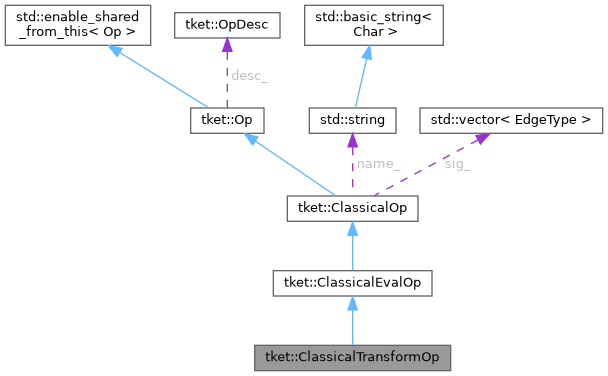 std::enable_shared
_from_this< Op >
tket::OpDesc
std::basic_string<
Char >
desc_
tket::Op
std::string
std::vector< EdgeType >
name_
sig_
tket::ClassicalOp
tket::ClassicalEvalOp
tket::ClassicalTransformOp